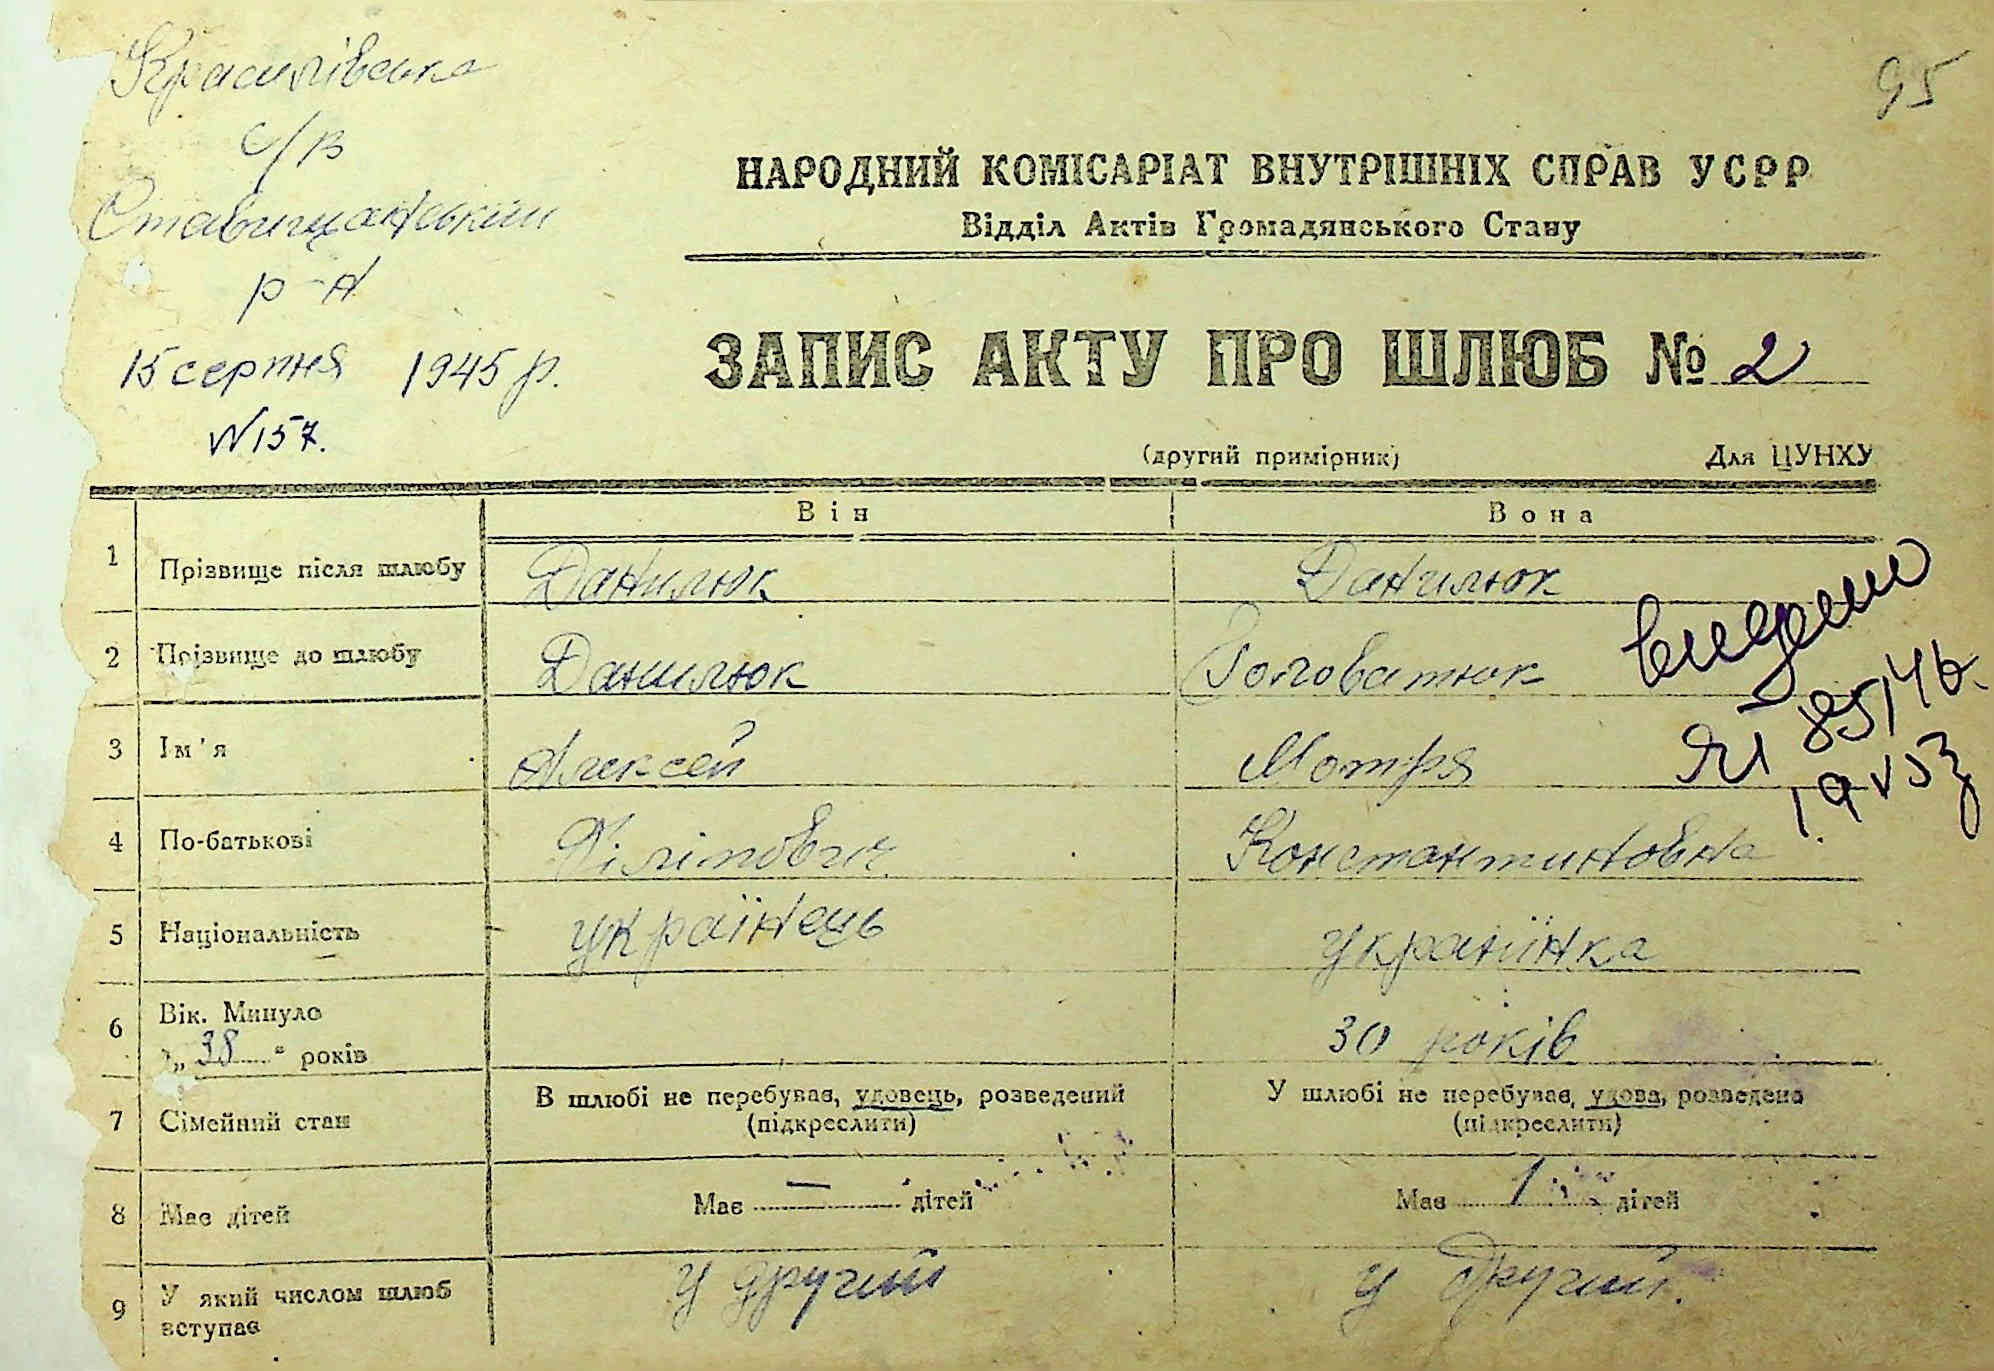 Красилівська
с/в
Ставищанський
р-н
15 серпня 1945 р.
N157.
95
НАРОДНИЙ КОМІСАРІАТ ВНУТРІШНІХ СПРАВ УСРР
Відділ Актів Громадянського Стану
ЗАПИС АКТУ ПРО ШЛЮБ № 2
(другий примірник) Для ЦУНХУ
Він Вона
1 Прізвище після шлюбу Данилюк Данилюк
2 Прізвище до шлюбу Данилюк Головатюк
3 Ім'я Алексей Мотря
4 По-батькові Філіпович Константиновна
5 Національність українець українка
6 Вік. Минуло „38“ років 30 років
7 Сімейний стан В шлюбі не перебував, удовець, розведений (підкреслити) У шлюбі не перебував, удова, розведена (підкреслити)
8 Має дітей Має — дітей Має 1 дітей
9 У який числом шлюб вступає у другий у другий.